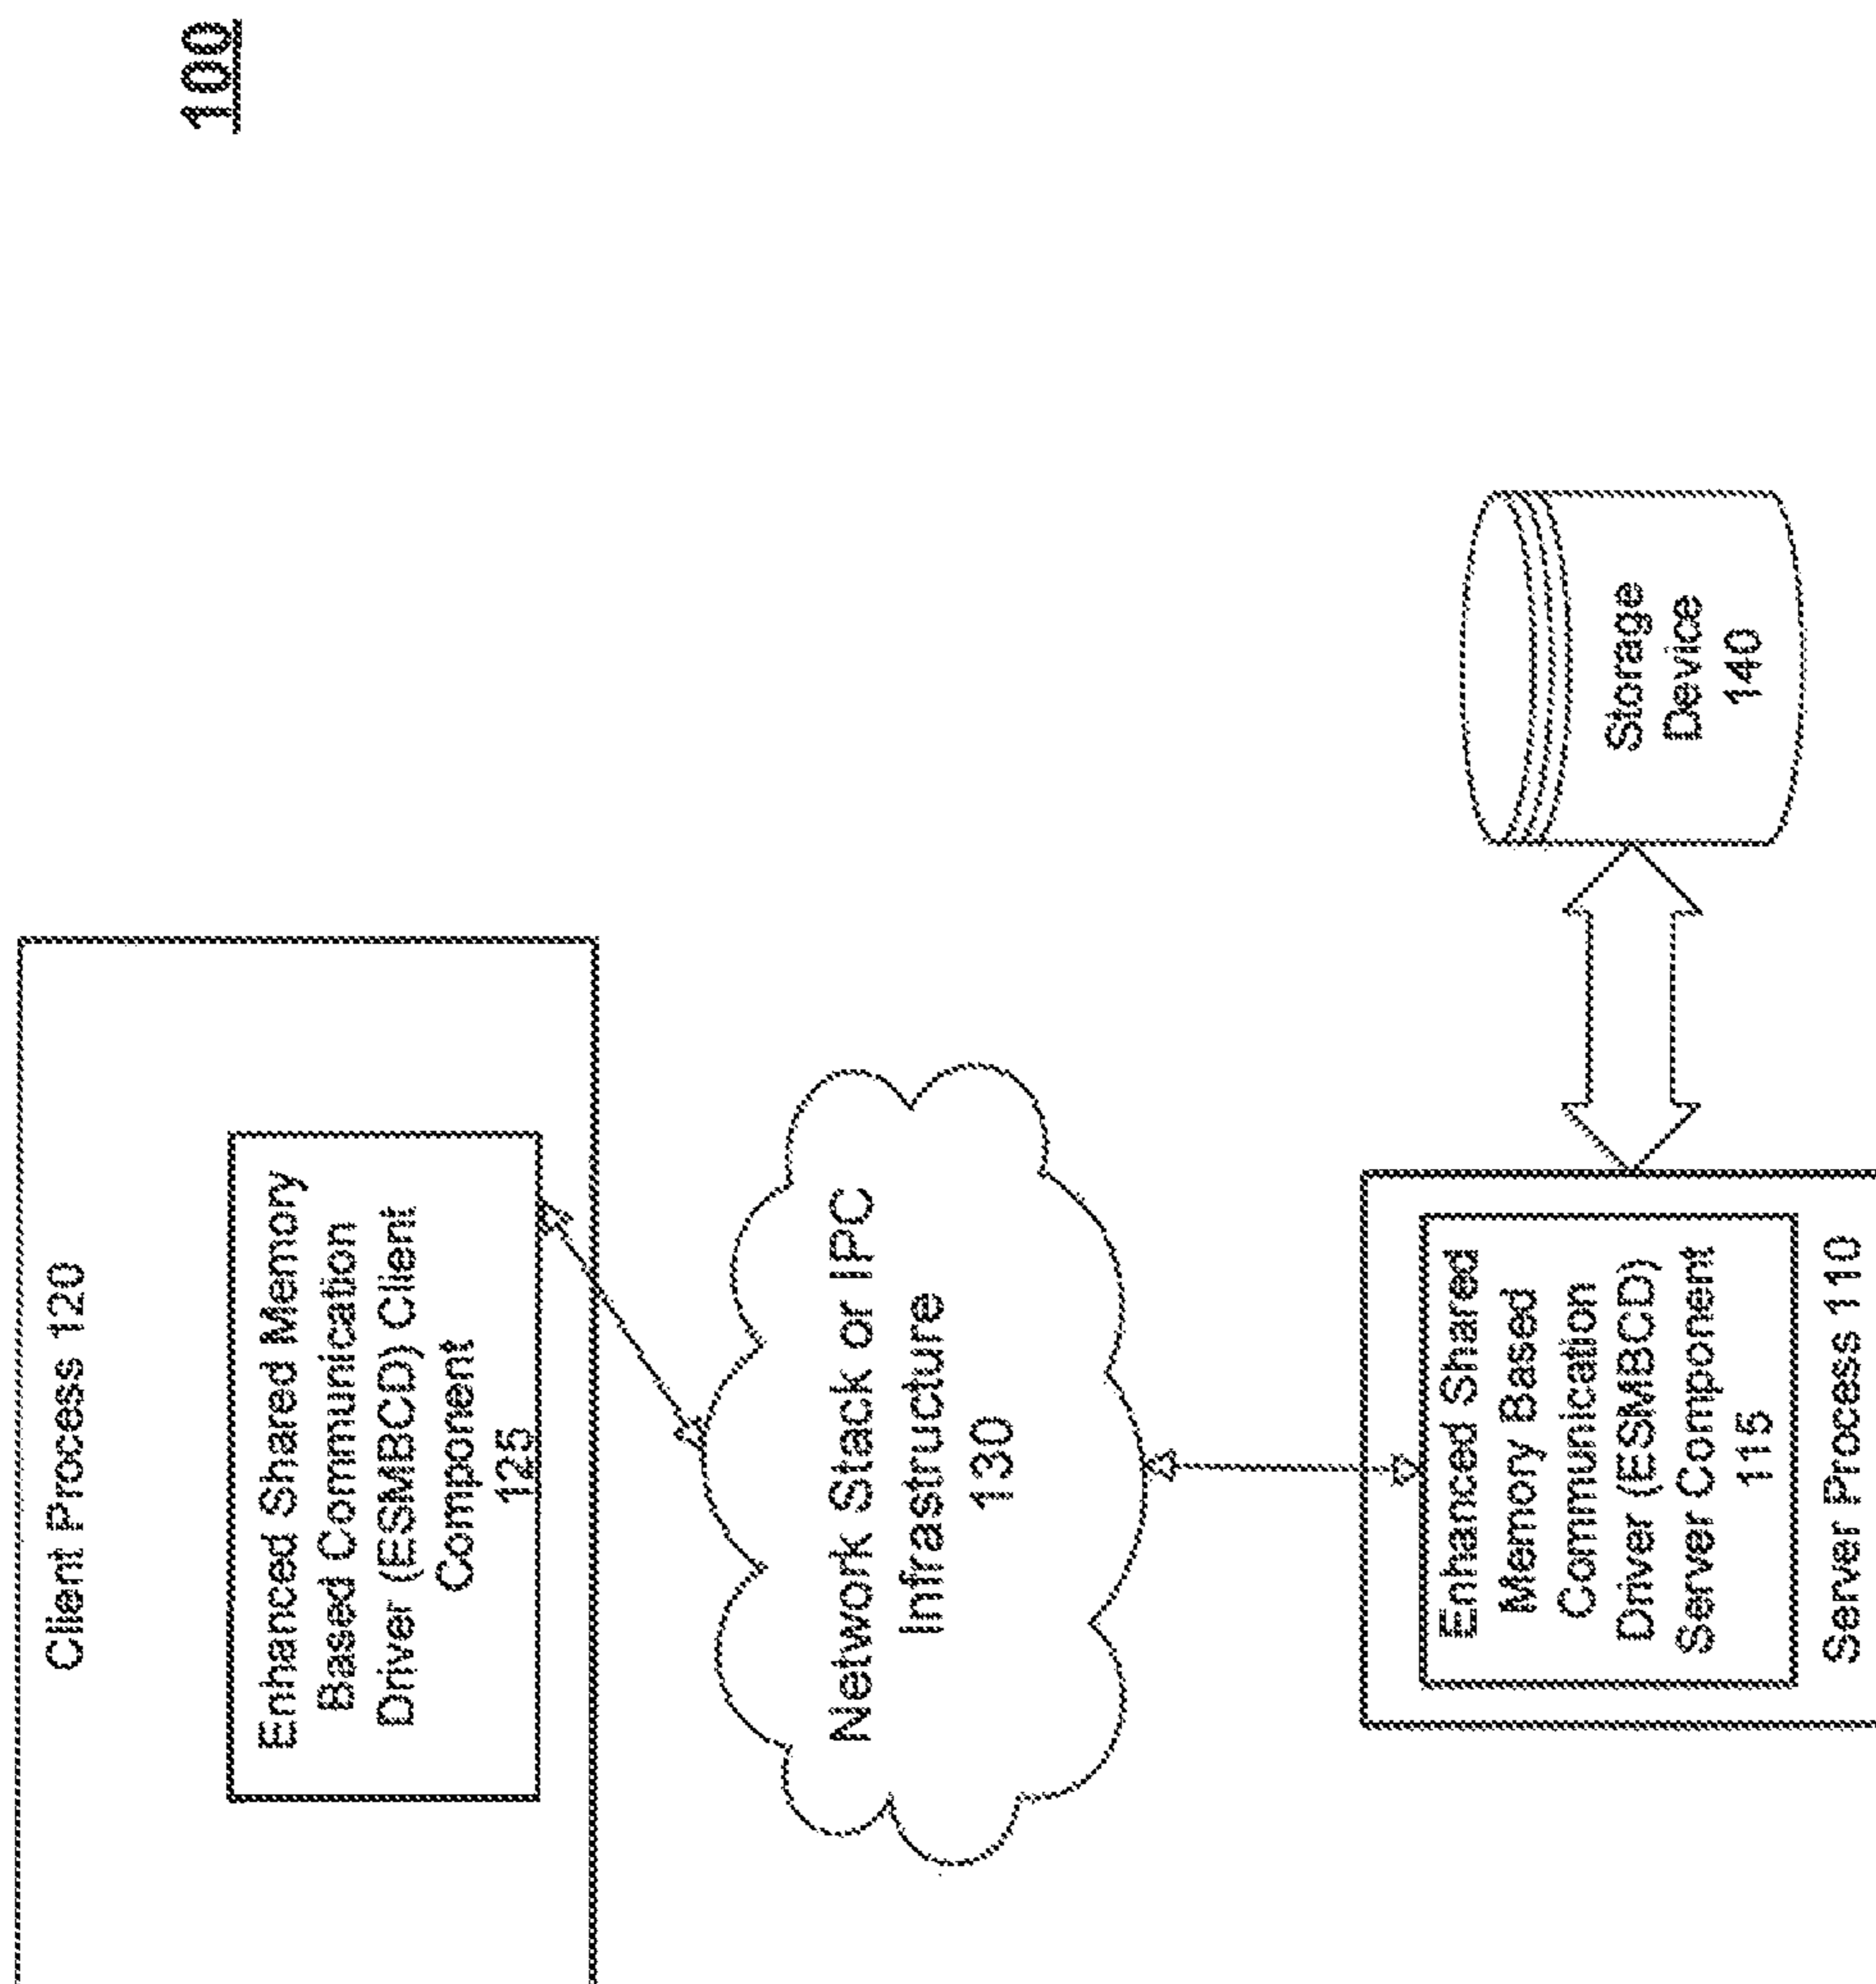 100
Client Process 120
Enhanced Shared Memory
Based Communication
Driver (ESMBCD) Client
Component
125
Network Stack or IPC
Infrastructure
130
Enhanced Shared
Memory Based
Communication
Driver (ESMBCD)
Server Component
115
Server Process 110
Storage
Device
140